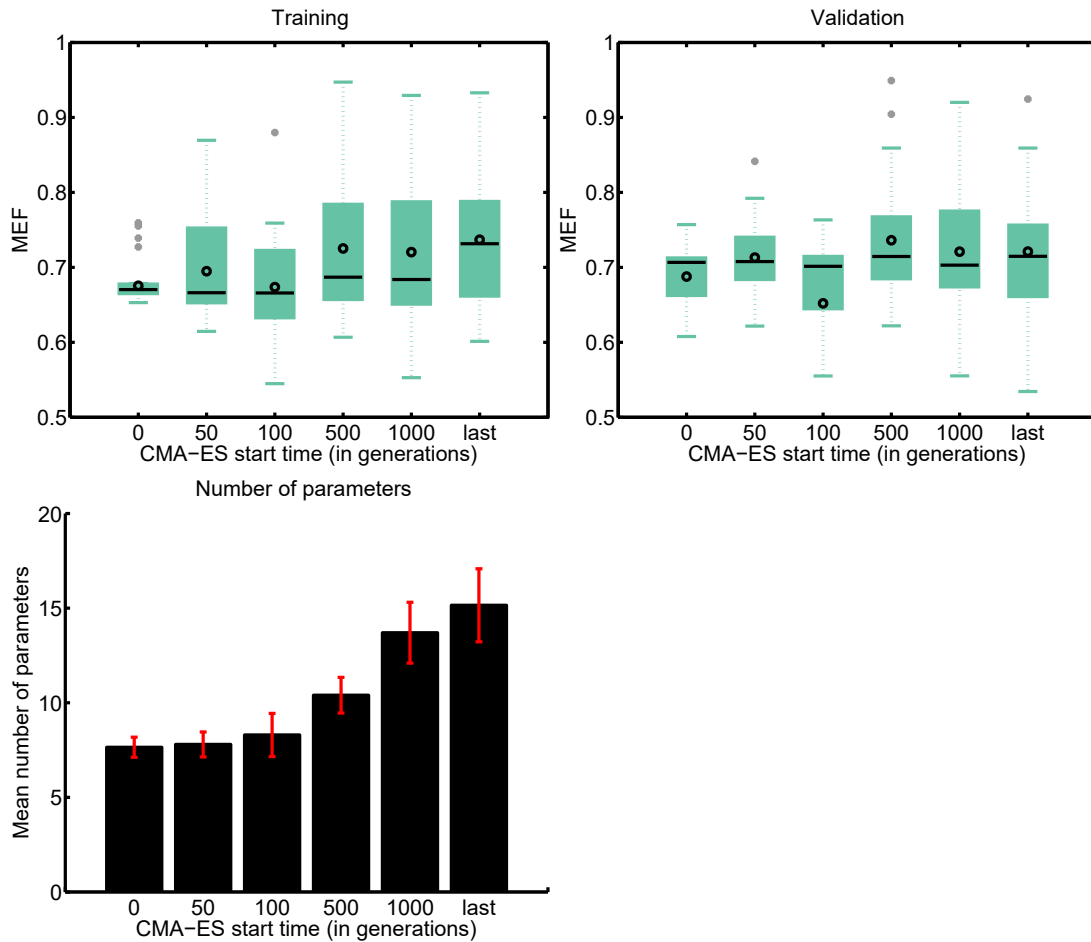 Training
MEF
1
0.9
0.8
0.7
0.6
0.5
0 50 100 500 1000 last
CMA−ES start time (in generations)
Validation
MEF
1
0.9
0.8
0.7
0.6
0.5
0 50 100 500 1000 last
CMA−ES start time (in generations)
Number of parameters
Mean number of parameters
20
15
10
5
0
0 50 100 500 1000 last
CMA−ES start time (in generations)